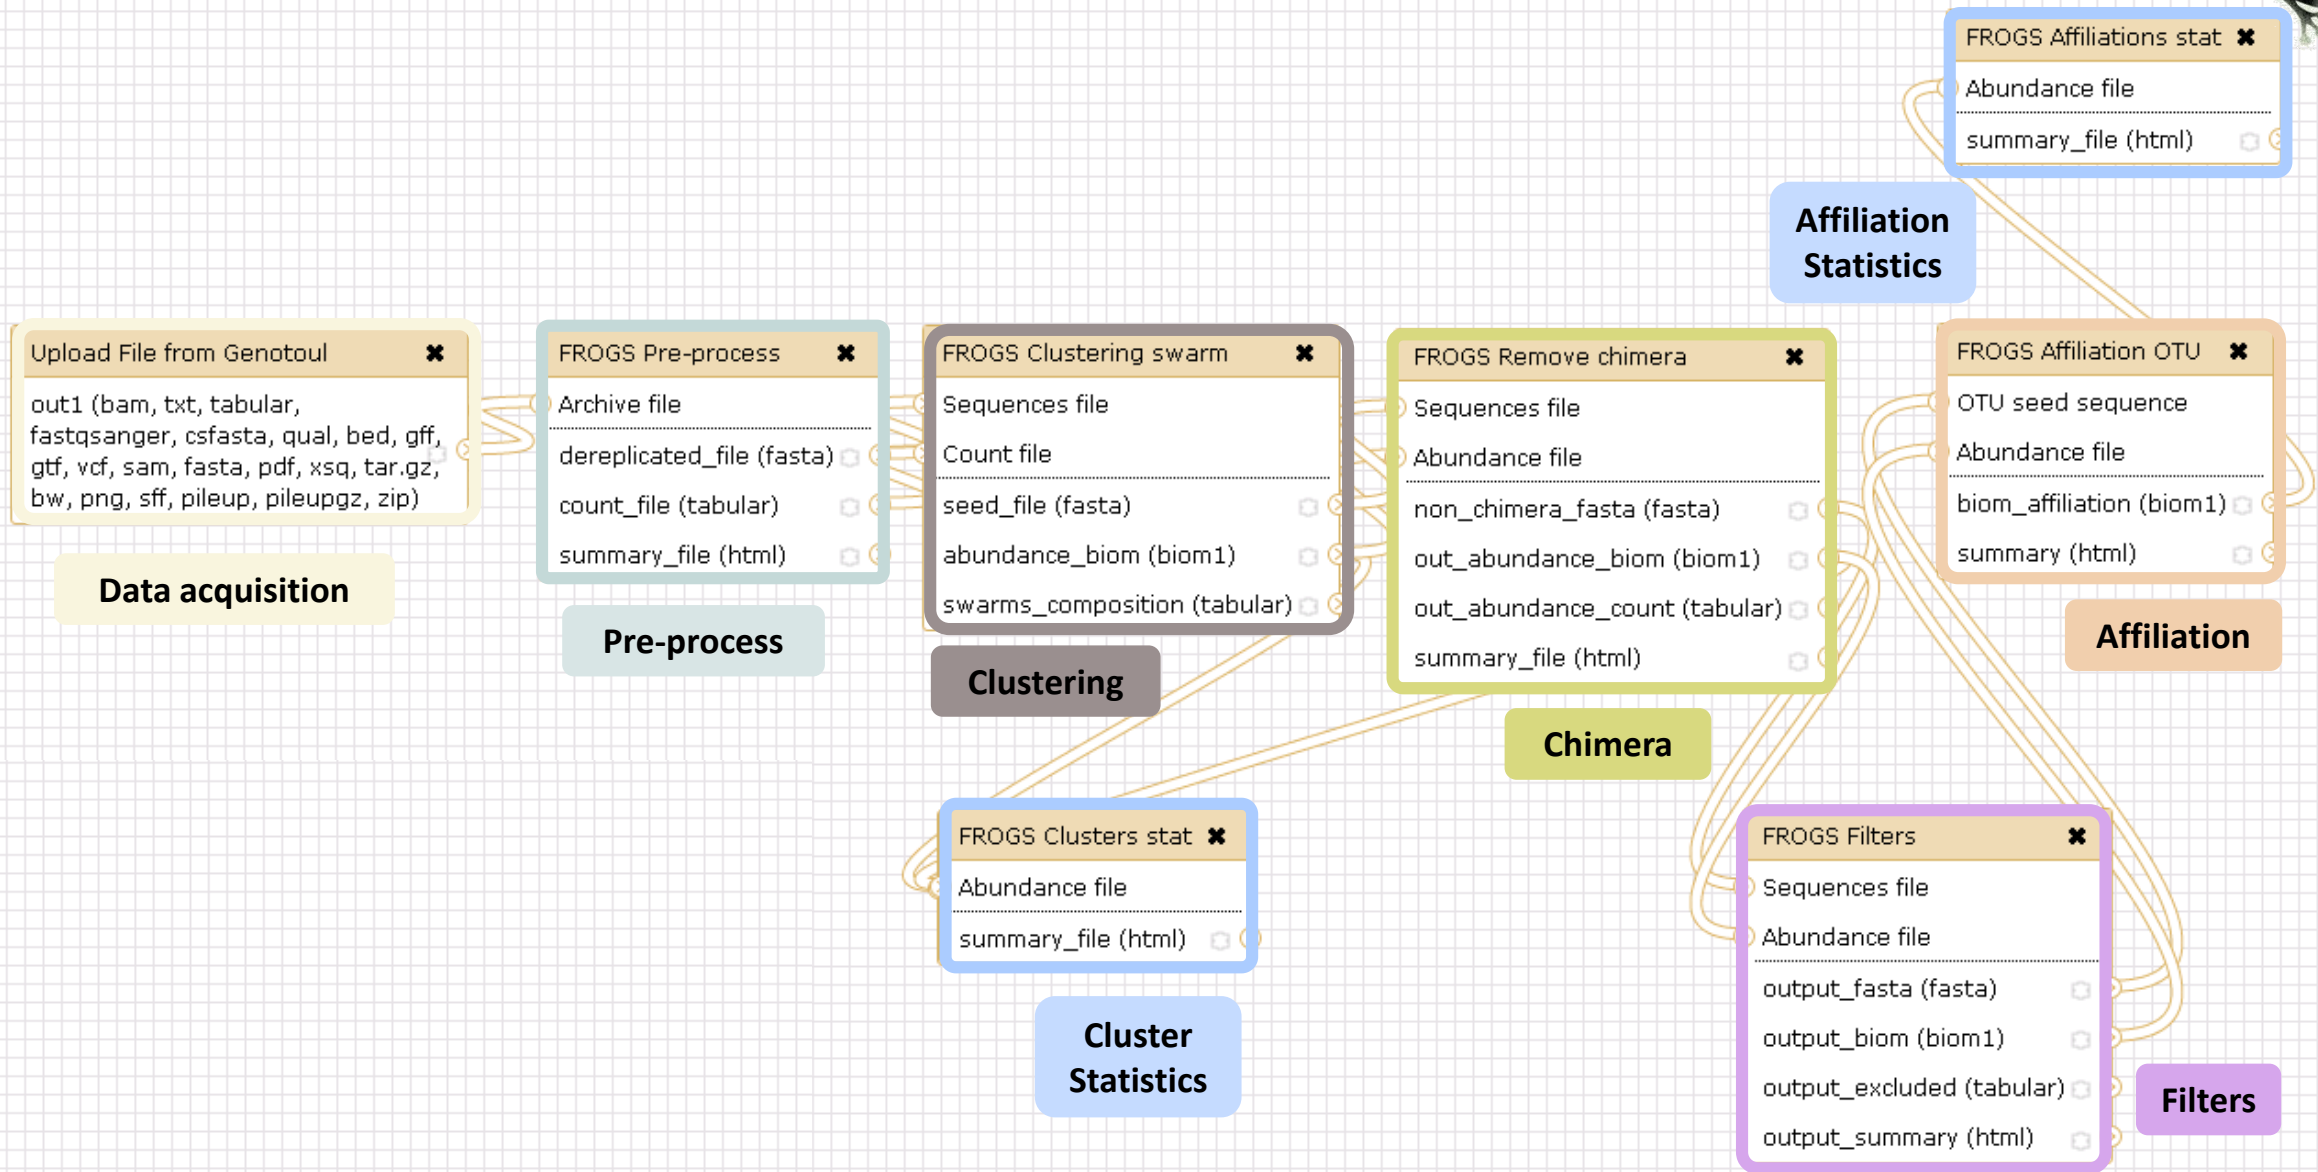 FROGS Affiliations stat ✖
Abundance file
summary_file (html)
Affiliation
Statistics
Upload File from Genotoul ✖
out1 (bam, txt, tabular,
fastqsanger, csfasta, qual, bed, gff,
gtf, vcf, sam, fasta, pdf, xsq, tar.gz,
bw, png, sff, pileup, pileupgz, zip)
Data acquisition
FROGS Pre-process ✖
Archive file
dereplicated_file (fasta)
count_file (tabular)
summary_file (html)
Pre-process
FROGS Clustering swarm ✖
Sequences file
Count file
seed_file (fasta)
abundance_biom (biom1)
swarms_composition (tabular)
Clustering
FROGS Remove chimera ✖
Sequences file
Abundance file
non_chimera_fasta (fasta)
out_abundance_biom (biom1)
out_abundance_count (tabular)
summary_file (html)
Chimera
FROGS Affiliation OTU ✖
OTU seed sequence
Abundance file
biom_affiliation (biom1)
summary (html)
Affiliation
FROGS Clusters stat ✖
Abundance file
summary_file (html)
Cluster
Statistics
FROGS Filters ✖
Sequences file
Abundance file
output_fasta (fasta)
output_biom (biom1)
output_excluded (tabular)
output_summary (html)
Filters